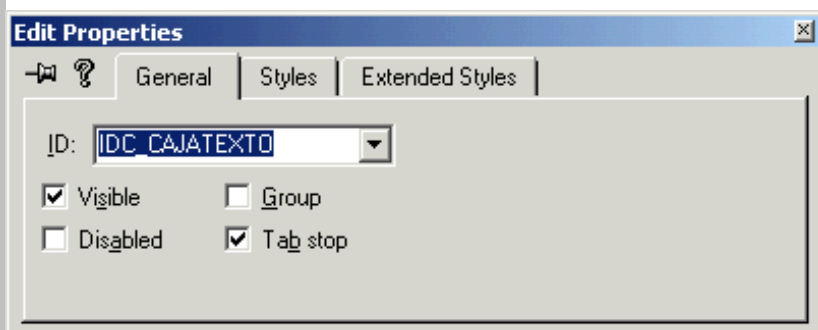 Edit Properties
? General Styles Extended Styles
ID: IDC_CAJATEXTO
Visible Group
Disabled Tab stop